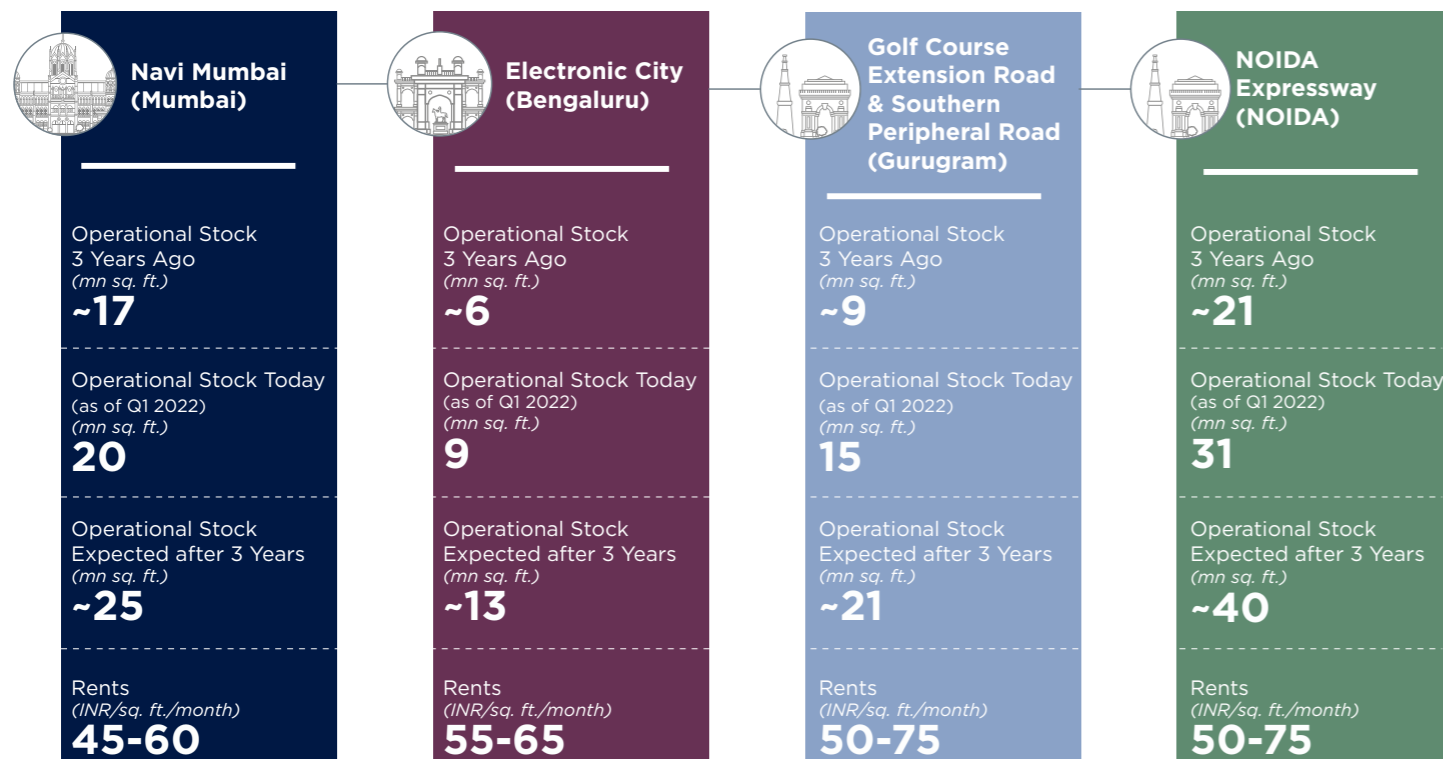 Navi Mumbai
(Mumbai)
Operational Stock
3 Years Ago
(mn sq. ft.)
~17
Operational Stock Today
(as of Q1 2022)
(mn sq. ft.)
20
Operational Stock
Expected after 3 Years
(mn sq. ft.)
~25
Rents
(INR/sq. ft./month)
45-60
Electronic City
(Bengaluru)
Operational Stock
3 Years Ago
(mn sq. ft.)
~6
Operational Stock Today
(as of Q1 2022)
(mn sq. ft.)
9
Operational Stock
Expected after 3 Years
(mn sq. ft.)
~13
Rents
(INR/sq. ft./month)
55-65
Golf Course
Extension Road
& Southern
Peripheral Road
(Gurugram)
Operational Stock
3 Years Ago
(mn sq. ft.)
~9
Operational Stock Today
(as of Q1 2022)
(mn sq. ft.)
15
Operational Stock
Expected after 3 Years
(mn sq. ft.)
~21
Rents
(INR/sq. ft./month)
50-75
NOIDA
Expressway
(NOIDA)
Operational Stock
3 Years Ago
(mn sq. ft.)
~21
Operational Stock Today
(as of Q1 2022)
(mn sq. ft.)
31
Operational Stock
Expected after 3 Years
(mn sq. ft.)
~40
Rents
(INR/sq. ft./month)
50-75